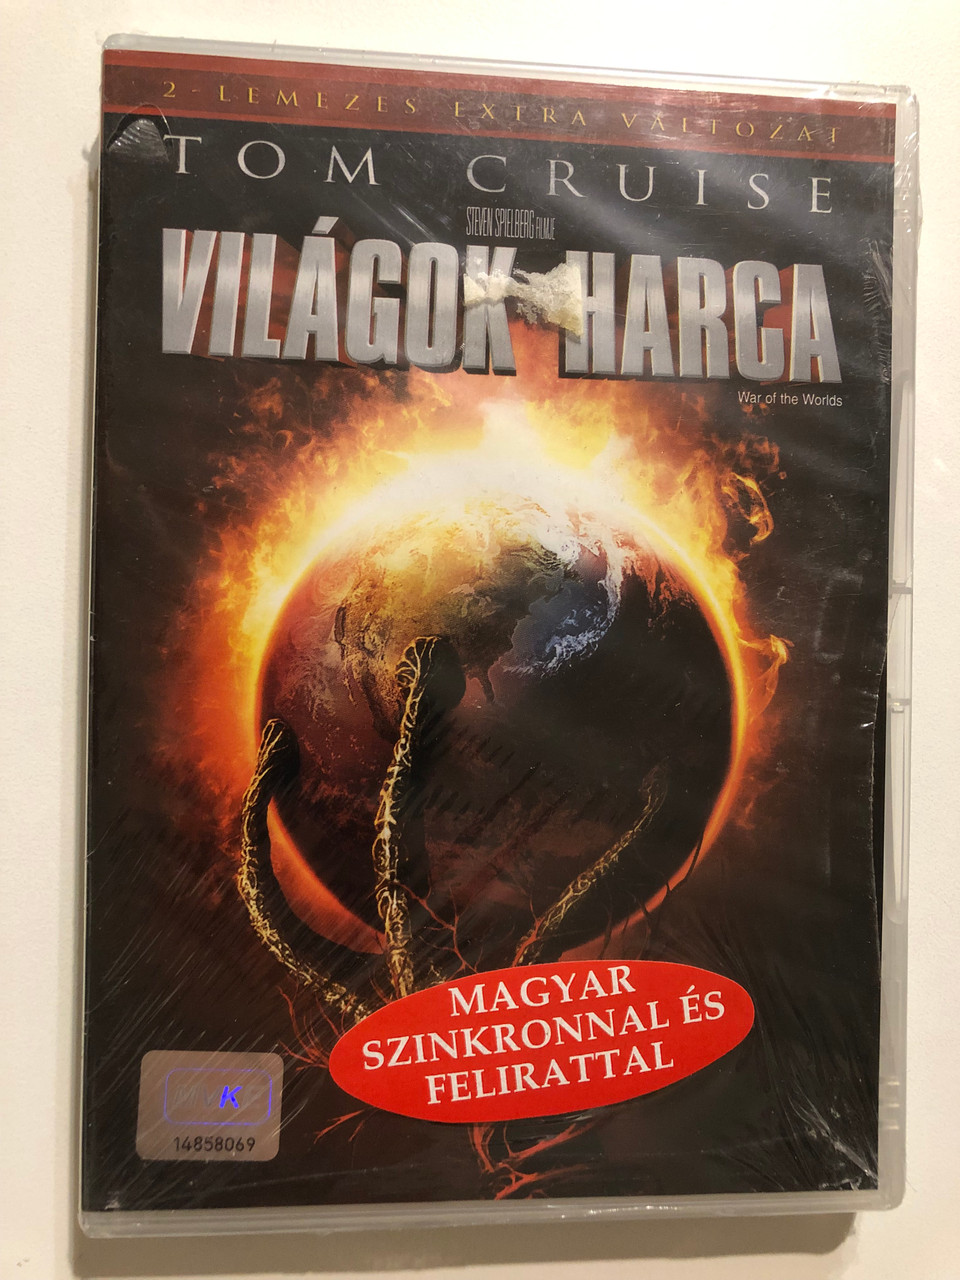 2 - LEMEZES EXTRA VÁLTOZAT
TOM CRUISE
STEVEN SPIELBERG FILMJE
VILÁGOK HARCA
War of the Worlds
MAGYAR
SZINKRONNAL ÉS
FELIRATTAL
14858069